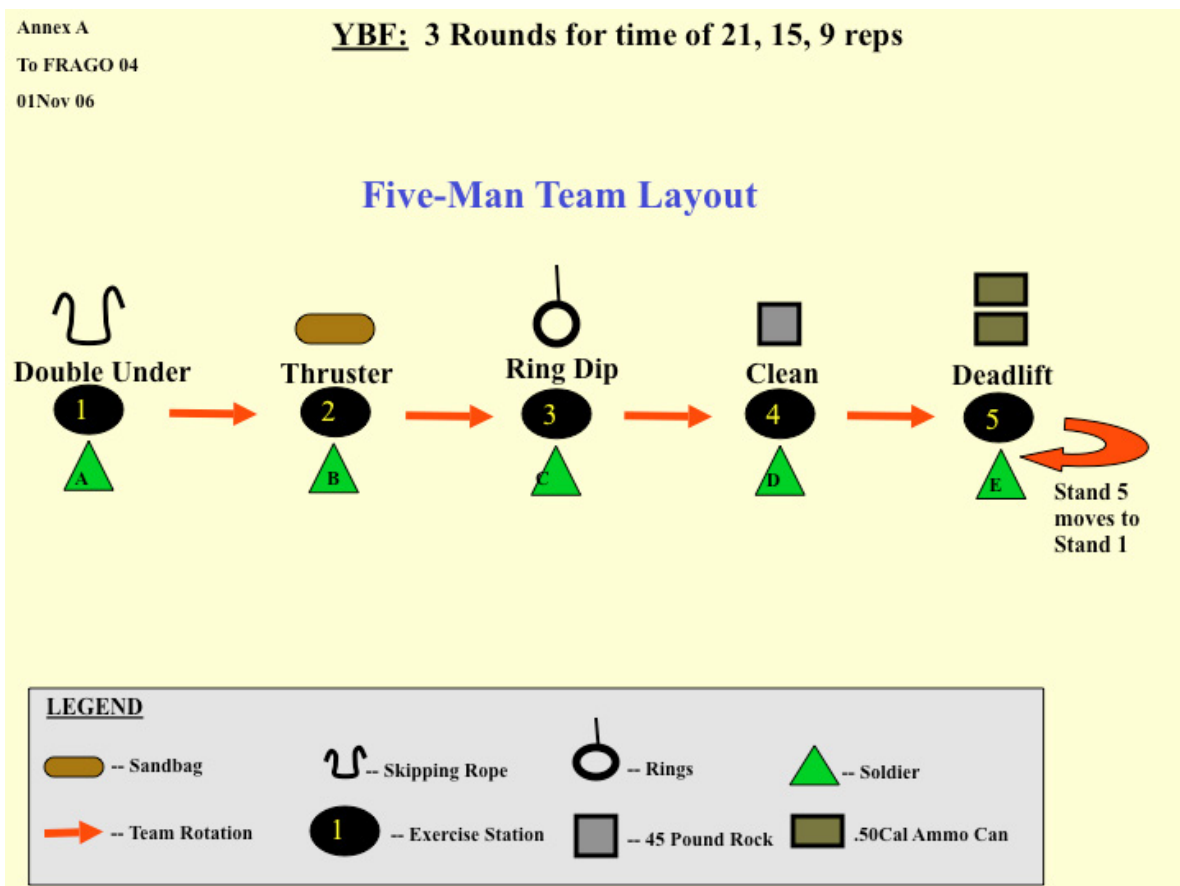 Annex A
To FRAGO 04
01Nov 06
YBF: 3 Rounds for time of 21, 15, 9 reps
Five-Man Team Layout
Double Under
Thruster
Ring Dip
Clean
Deadlift
1
2
3
4
5
A
B
C
D
E
Stand 5
moves to
Stand 1
LEGEND
-- Sandbag
-- Skipping Rope
-- Rings
-- Soldier
-- Team Rotation
1
-- Exercise Station
-- 45 Pound Rock
.50Cal Ammo Can